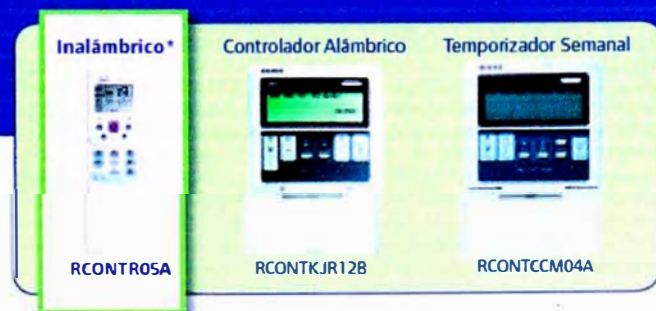 Inalámbrico*
Controlador Alámbrico
Temporizador Semanal
RCONTR05A
RCONTKJR12B
RCONTCCM04A